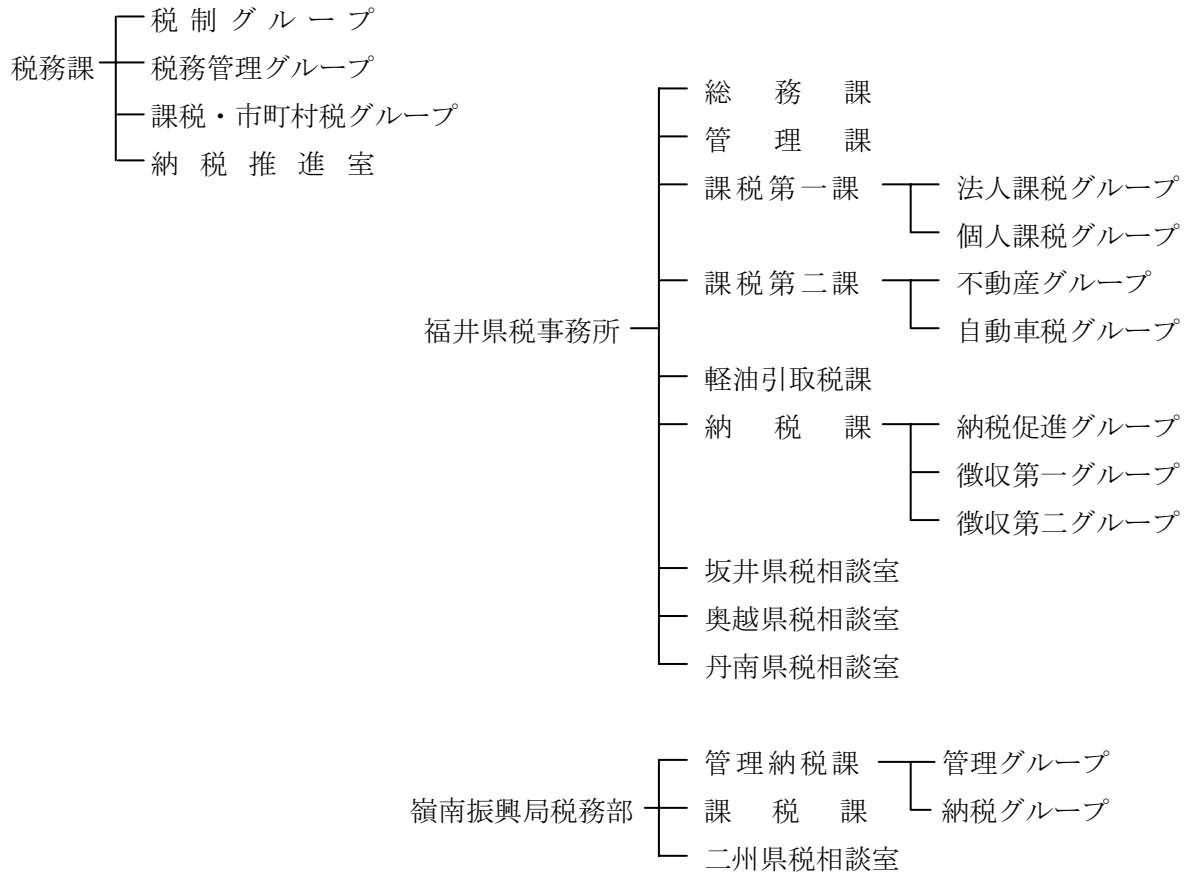 税制グループ
税務課
税務管理グループ
課税・市町村税グループ
納税推進室
総務課
管理課
課税第一課 法人課税グループ
個人課税グループ
課税第二課 不動産グループ
福井県税事務所
自動車税グループ
軽油引取税課
納税課 納税促進グループ
徴収第一グループ
徴収第二グループ
坂井県税相談室
奥越県税相談室
丹南県税相談室
管理納税課 管理グループ
嶺南振興局税務部
課税課 納税グループ
二州県税相談室